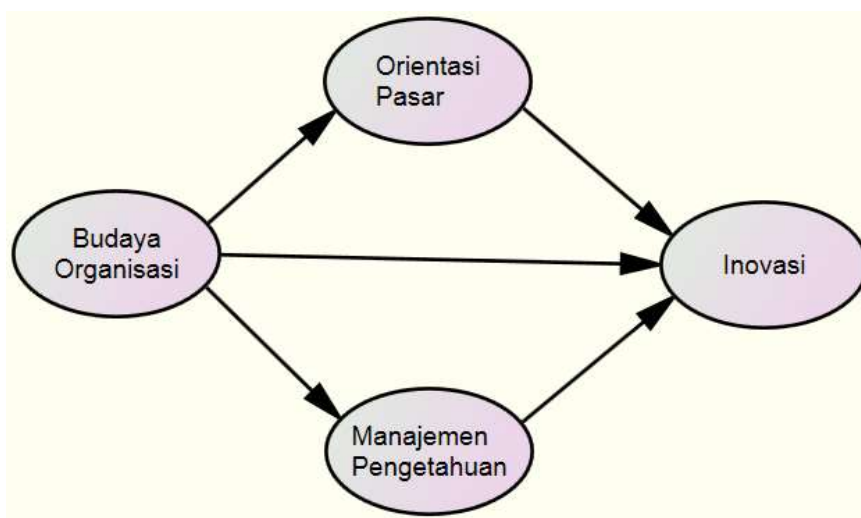 Orientasi
Pasar
Budaya
Organisasi
Inovasi
Manajemen
Pengetahuan